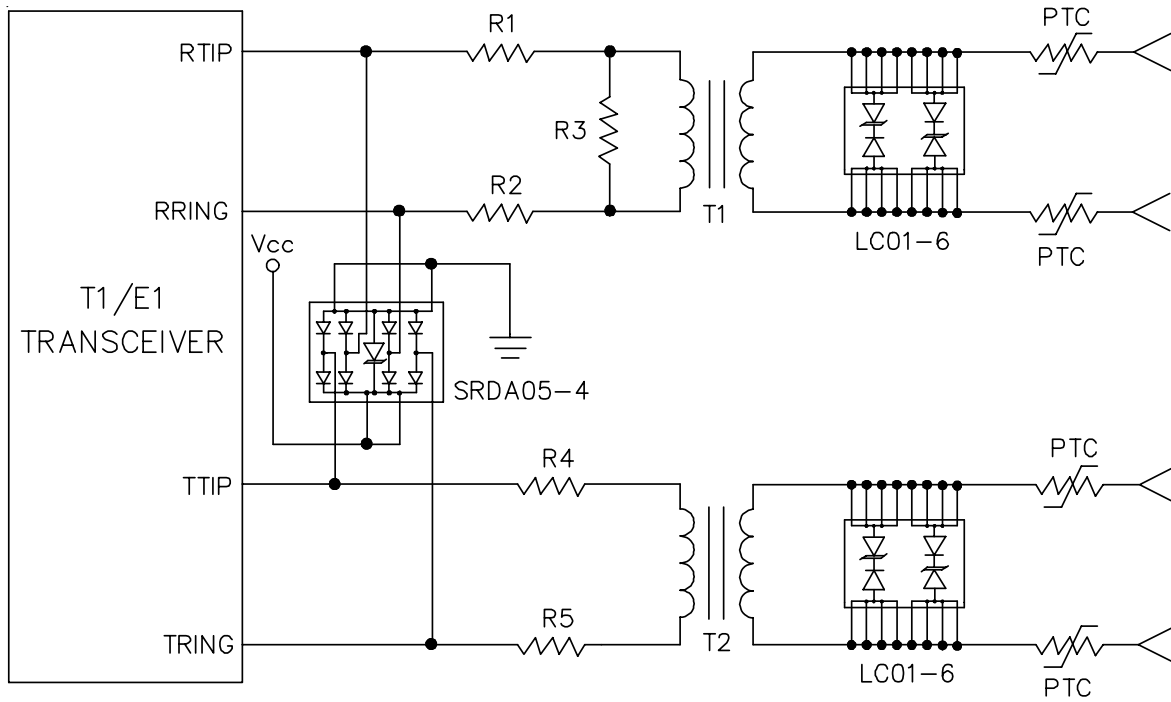 PTC
RTIP
R1
R3
R2
RRING
T1
LC01-6
PTC
Vcc
T1/E1
TRANSCEIVER
SRDA05-4
PTC
R4
TTIP
R5
TRING
T2
LC01-6
PTC